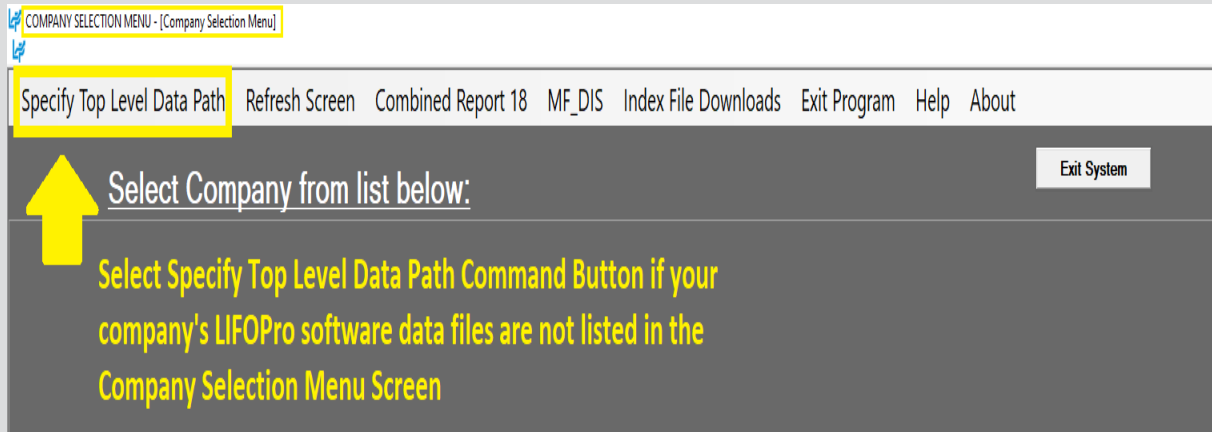 COMPANY SELECTION MENU - [Company Selection Menu]
Specify Top Level Data Path Refresh Screen Combined Report 18 MF_DIS Index File Downloads Exit Program Help About
Exit System
Select Company from list below:
Select Specify Top Level Data Path Command Button if your
company's LIFOPro software data files are not listed in the
Company Selection Menu Screen